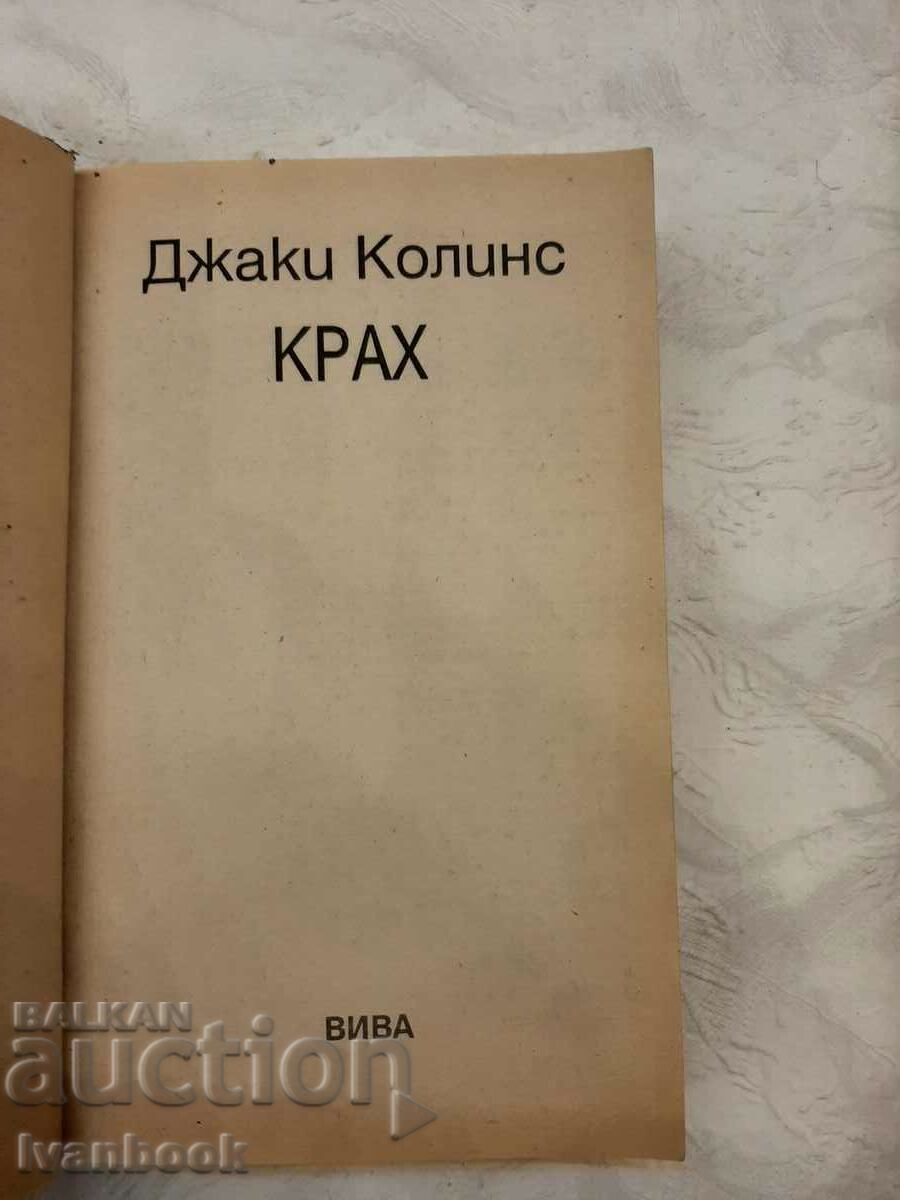 Джаки Колинс
КРАХ
ВИВА
BALKAN
auction
Ivanbook